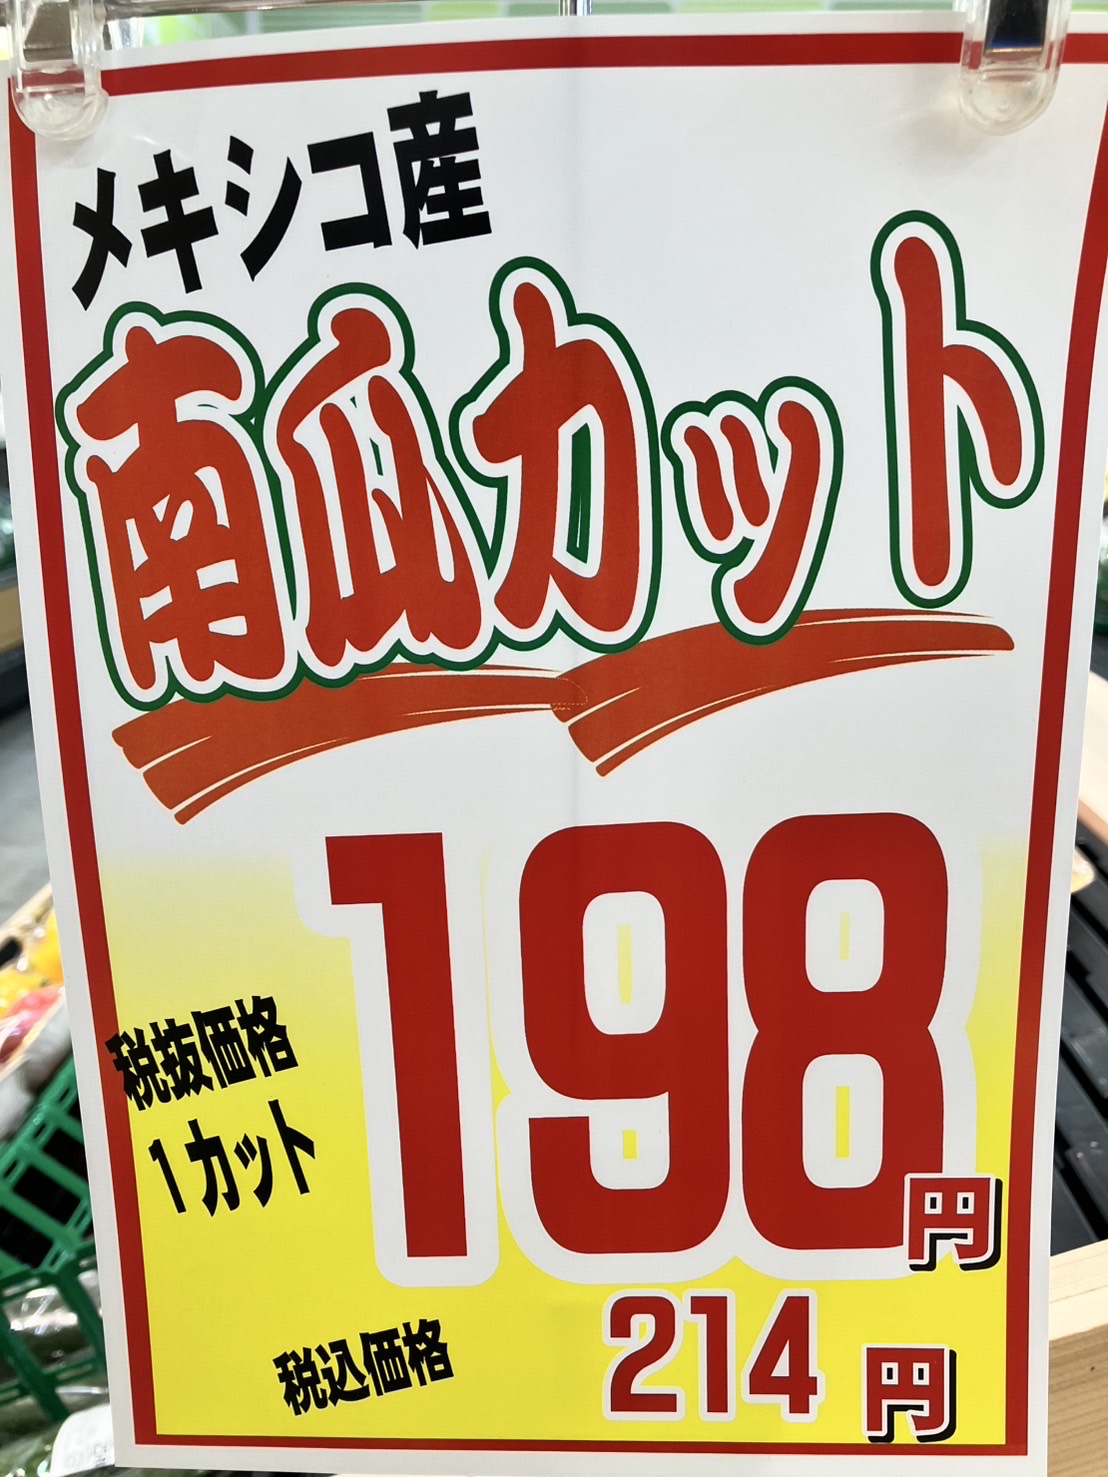 メキシコ産
南瓜カット
税抜価格
1カット
198円
税込価格 214円